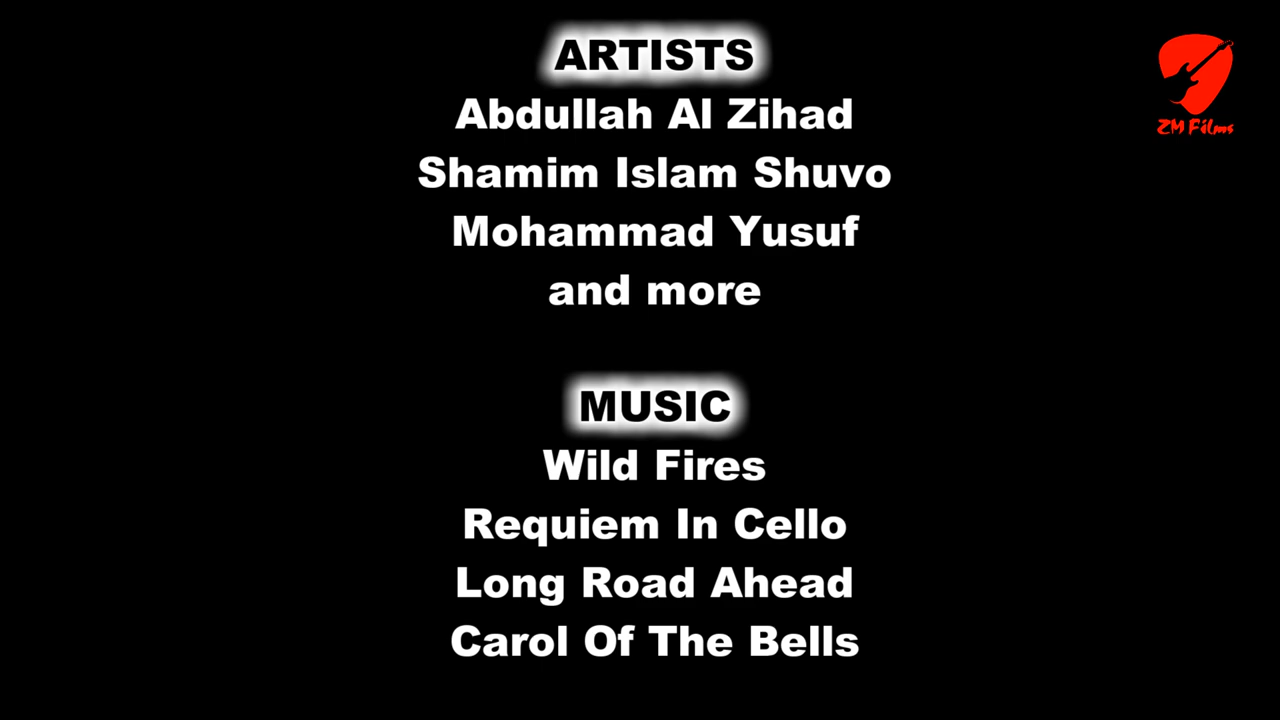 ARTISTS
Abdullah Al Zihad
Shamim Islam Shuvo
Mohammad Yusuf
and more
MUSIC
Wild Fires
Requiem In Cello
Long Road Ahead
Carol Of The Bells
ZM Films